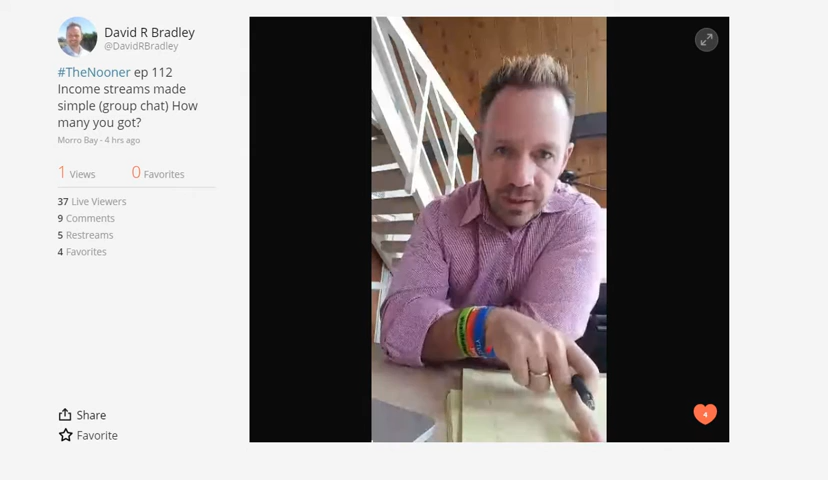 David R Bradley
@DavidRBradley
#TheNooner ep 112
Income streams made
simple (group chat) How
many you got?
Morro Bay - 4 hrs ago
1 Views 0 Favorites
37 Live Viewers
9 Comments
5 Restreams
4 Favorites
Share
Favorite
4